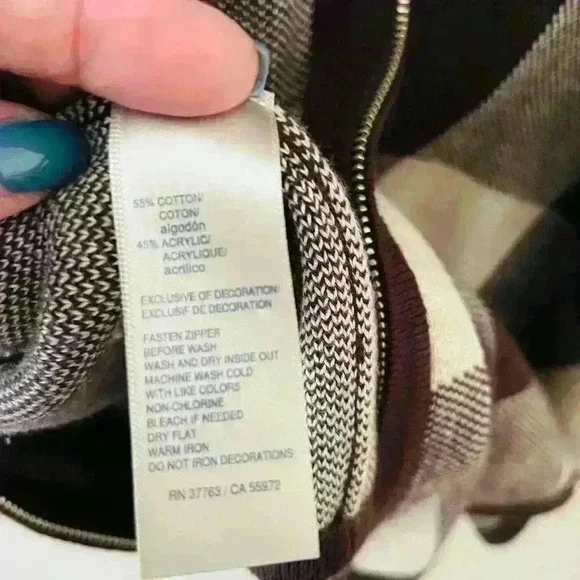 55% COTTON/
COTON/
algodón
45% ACRYLIC/
ACRYLIQUE/
acrílico
EXCLUSIVE OF DECORATION/
EXCLUSIF DE DECORATION
FASTEN ZIPPER
BEFORE WASH
WASH AND DRY INSIDE OUT
MACHINE WASH COLD
WITH LIKE COLORS
NON-CHLORINE
BLEACH IF NEEDED
DRY FLAT
WARM IRON
DO NOT IRON DECORATIONS
RN 37763 / CA 55972